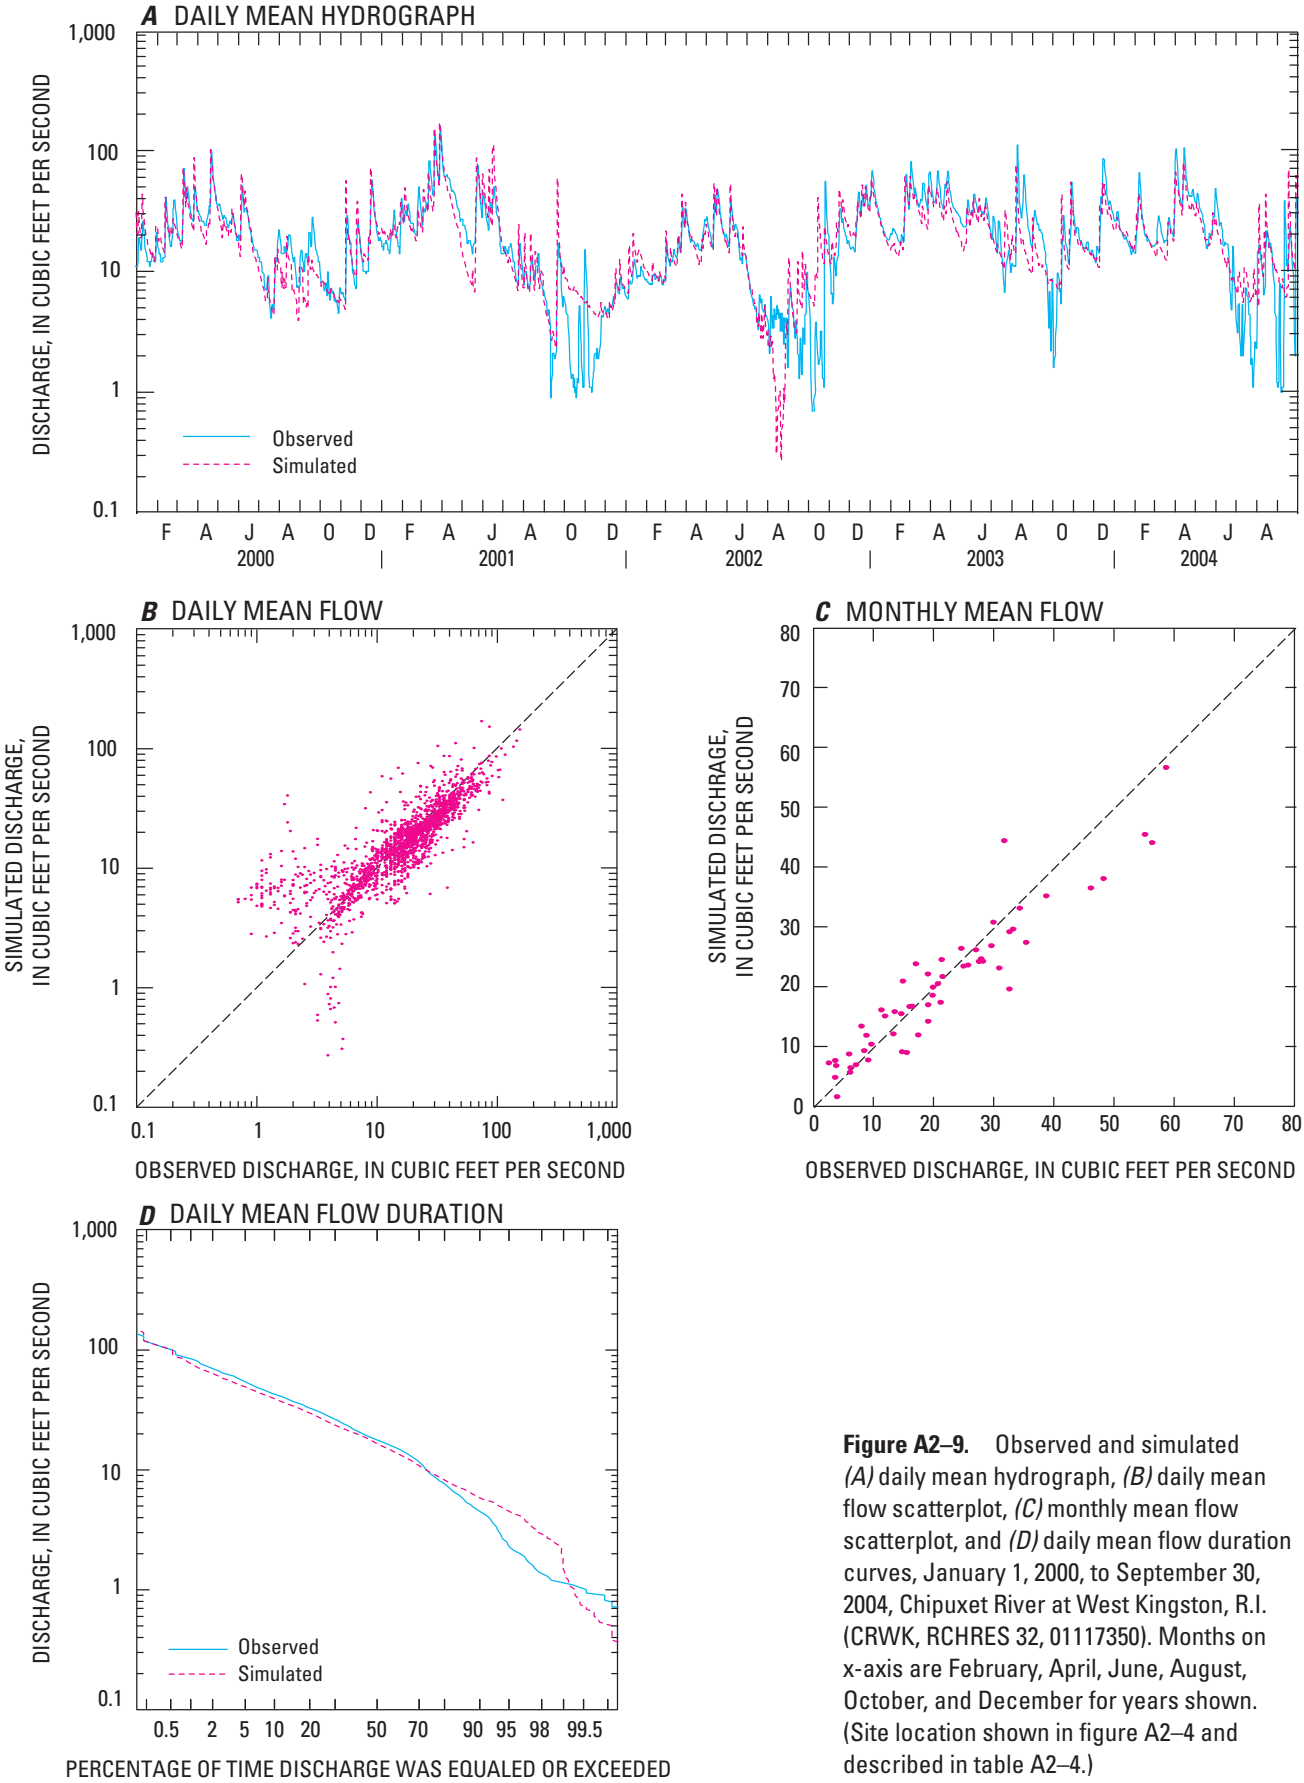 A DAILY MEAN HYDROGRAPH
1,000
100
10
1
0.1
DISCHARGE, IN CUBIC FEET PER SECOND
Observed
Simulated
F A J A O D F A J A O D F A J A O D F A J A O D F A J A
2000 2001 2002 2003 2004
B DAILY MEAN FLOW
1,000
100
10
1
0.1
SIMULATED DISCHARGE,
IN CUBIC FEET PER SECOND
0.1 1 10 100 1,000
OBSERVED DISCHARGE, IN CUBIC FEET PER SECOND
C MONTHLY MEAN FLOW
80
70
60
50
40
30
20
10
0
SIMULATED DISCHRAGE,
IN CUBIC FEET PER SECOND
0 10 20 30 40 50 60 70 80
OBSERVED DISCHARGE, IN CUBIC FEET PER SECOND
D DAILY MEAN FLOW DURATION
1,000
100
10
1
0.1
DISCHARGE, IN CUBIC FEET PER SECOND
Observed
Simulated
0.5 2 5 10 20 50 70 90 95 98 99.5
PERCENTAGE OF TIME DISCHARGE WAS EQUALED OR EXCEEDED
Figure A2–9. Observed and simulated
(A) daily mean hydrograph, (B) daily mean
flow scatterplot, (C) monthly mean flow
scatterplot, and (D) daily mean flow duration
curves, January 1, 2000, to September 30,
2004, Chipuxet River at West Kingston, R.I.
(CRWK, RCHRES 32, 01117350). Months on
x-axis are February, April, June, August,
October, and December for years shown.
(Site location shown in figure A2–4 and
described in table A2–4.)